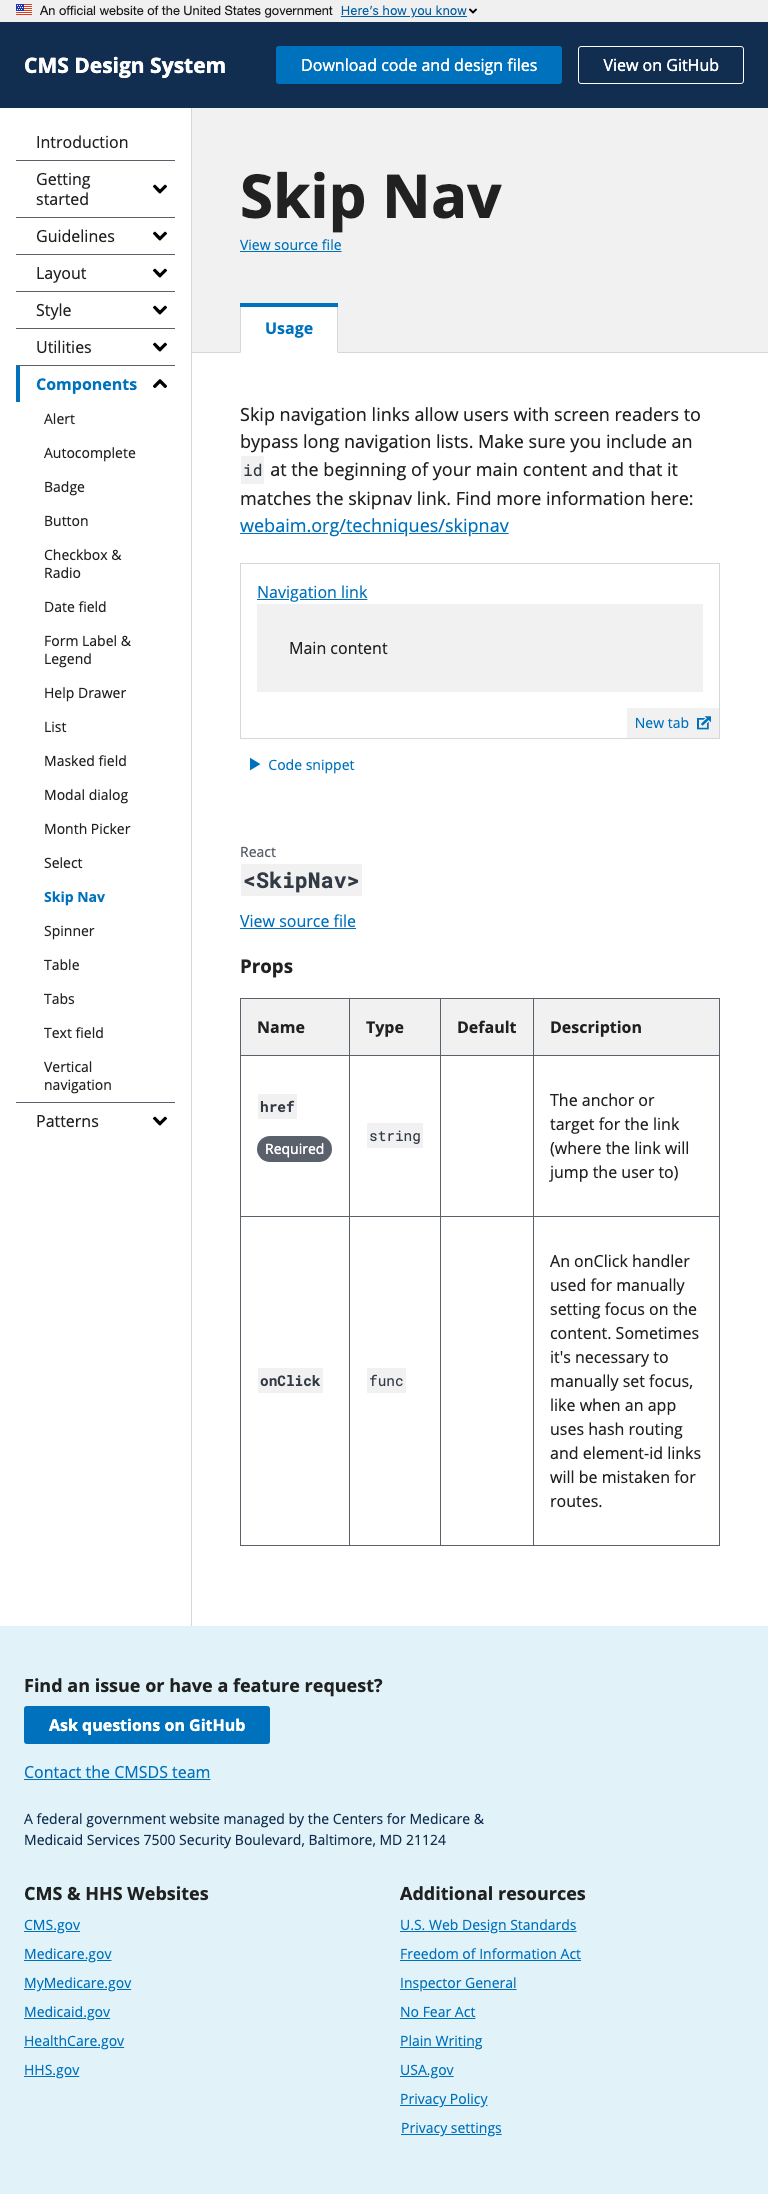 An official website of the United States government Here's how you know
CMS Design System
Download code and design files
View on GitHub
Introduction
Getting
started
Guidelines
Layout
Style
Utilities
Components
Alert
Autocomplete
Badge
Button
Checkbox &
Radio
Date field
Form Label &
Legend
Help Drawer
List
Masked field
Modal dialog
Month Picker
Select
Skip Nav
Spinner
Table
Tabs
Text field
Vertical
navigation
Patterns
Skip Nav
View source file
Usage
Skip navigation links allow users with screen readers to
bypass long navigation lists. Make sure you include an
id at the beginning of your main content and that it
matches the skipnav link. Find more information here:
webaim.org/techniques/skipnav
Navigation link
Main content
New tab
Code snippet
React
<SkipNav>
View source file
Props
Name Type Default Description
href
Required
string
The anchor or
target for the link
(where the link will
jump the user to)
onClick
func
An onClick handler
used for manually
setting focus on the
content. Sometimes
it's necessary to
manually set focus,
like when an app
uses hash routing
and element-id links
will be mistaken for
routes.
Find an issue or have a feature request?
Ask questions on GitHub
Contact the CMSDS team
A federal government website managed by the Centers for Medicare &
Medicaid Services 7500 Security Boulevard, Baltimore, MD 21124
CMS & HHS Websites
CMS.gov
Medicare.gov
MyMedicare.gov
Medicaid.gov
HealthCare.gov
HHS.gov
Additional resources
U.S. Web Design Standards
Freedom of Information Act
Inspector General
No Fear Act
Plain Writing
USA.gov
Privacy Policy
Privacy settings